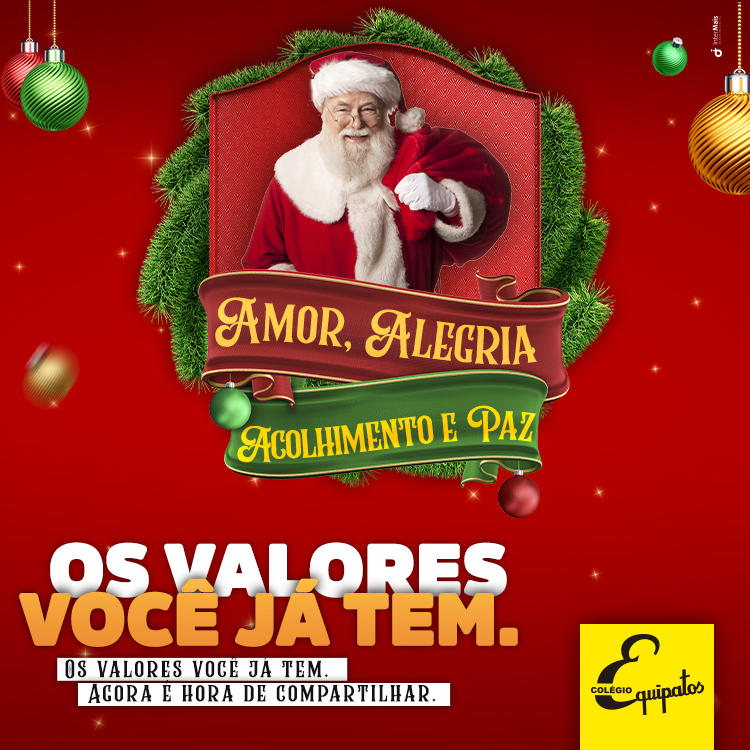 InterMais
AMOR, ALEGRIA
ACOLHIMENTO E PAZ
OS VALORES
VOCÊ JÁ TEM.
OS VALORES VOCÊ JÁ TEM.
AGORA É HORA DE COMPARTILHAR.
COLÉGIO
Equipatos